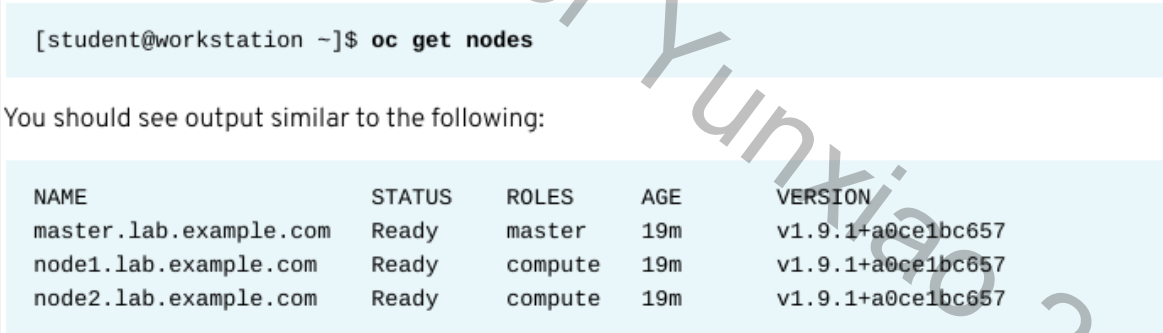 [student@workstation ~]$ oc get nodes
You should see output similar to the following:
NAME STATUS ROLES AGE VERSION
master.lab.example.com Ready master 19m v1.9.1+a0ce1bc657
node1.lab.example.com Ready compute 19m v1.9.1+a0ce1bc657
node2.lab.example.com Ready compute 19m v1.9.1+a0ce1bc657
Yunxiao